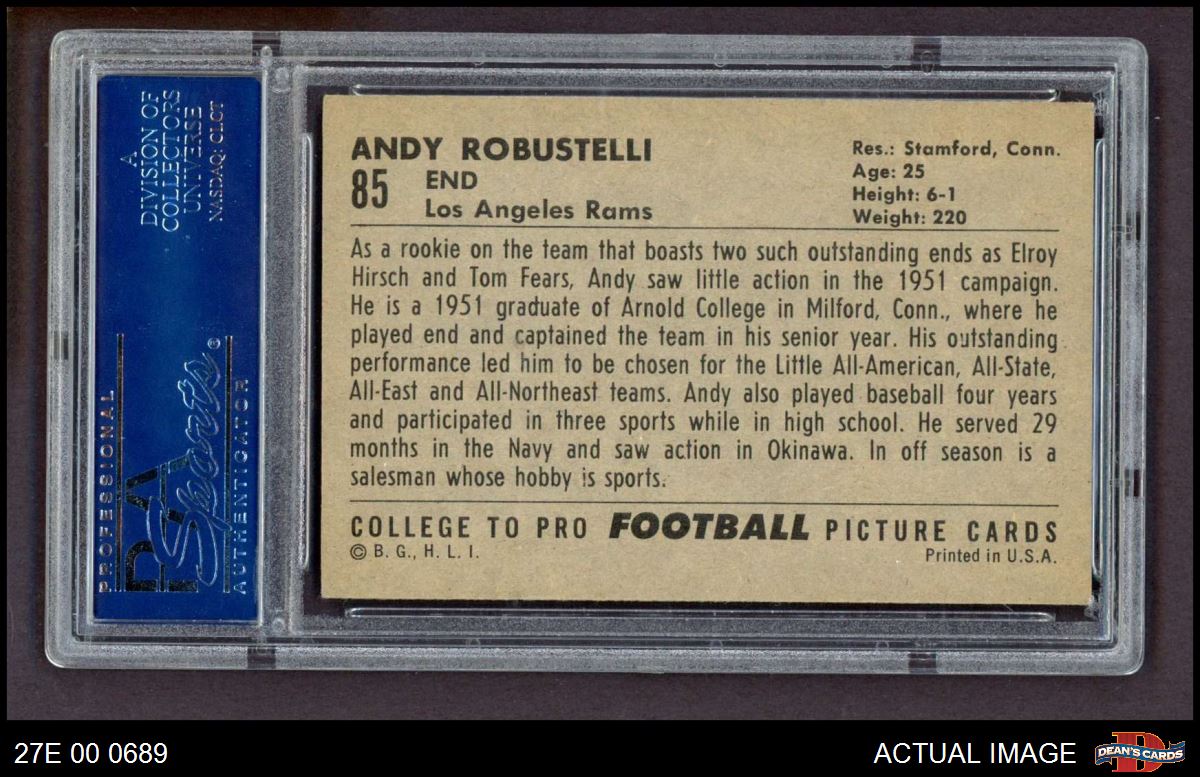 A
DIVISION OF
COLLECTORS
UNIVERSE
NASDAQ: CLCT
PROFESSIONAL
PSA
Sports®
AUTHENTICATOR
ANDY ROBUSTELLI
85
END
Los Angeles Rams
Res.: Stamford, Conn.
Age: 25
Height: 6-1
Weight: 220
As a rookie on the team that boasts two such outstanding ends as Elroy
Hirsch and Tom Fears, Andy saw little action in the 1951 campaign.
He is a 1951 graduate of Arnold College in Milford, Conn., where he
played end and captained the team in his senior year. His outstanding
performance led him to be chosen for the Little All-American, All-State,
All-East and All-Northeast teams. Andy also played baseball four years
and participated in three sports while in high school. He served 29
months in the Navy and saw action in Okinawa. In off season is a
salesman whose hobby is sports.
COLLEGE TO PRO FOOTBALL PICTURE CARDS
© B. G., H. L. I.
Printed in U.S.A.
27E 00 0689
ACTUAL IMAGE
DEAN'S CARDS